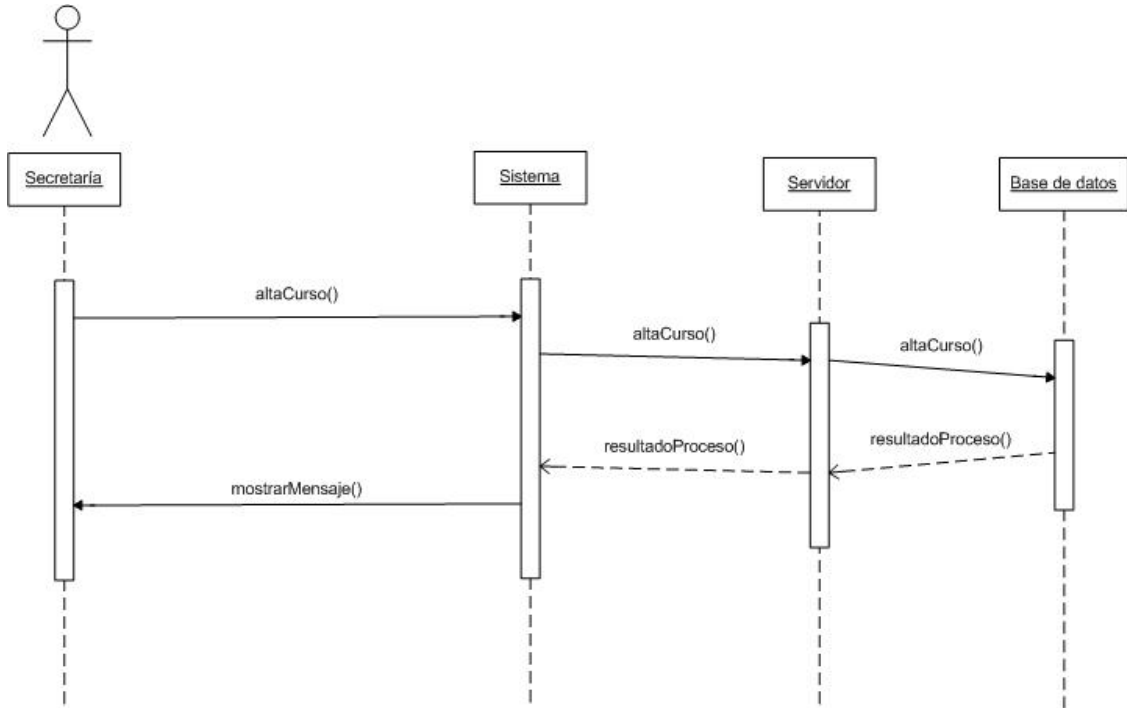 Secretaría
Sistema
Servidor
Base de datos
altaCurso()
altaCurso()
altaCurso()
resultadoProceso()
resultadoProceso()
mostrarMensaje()